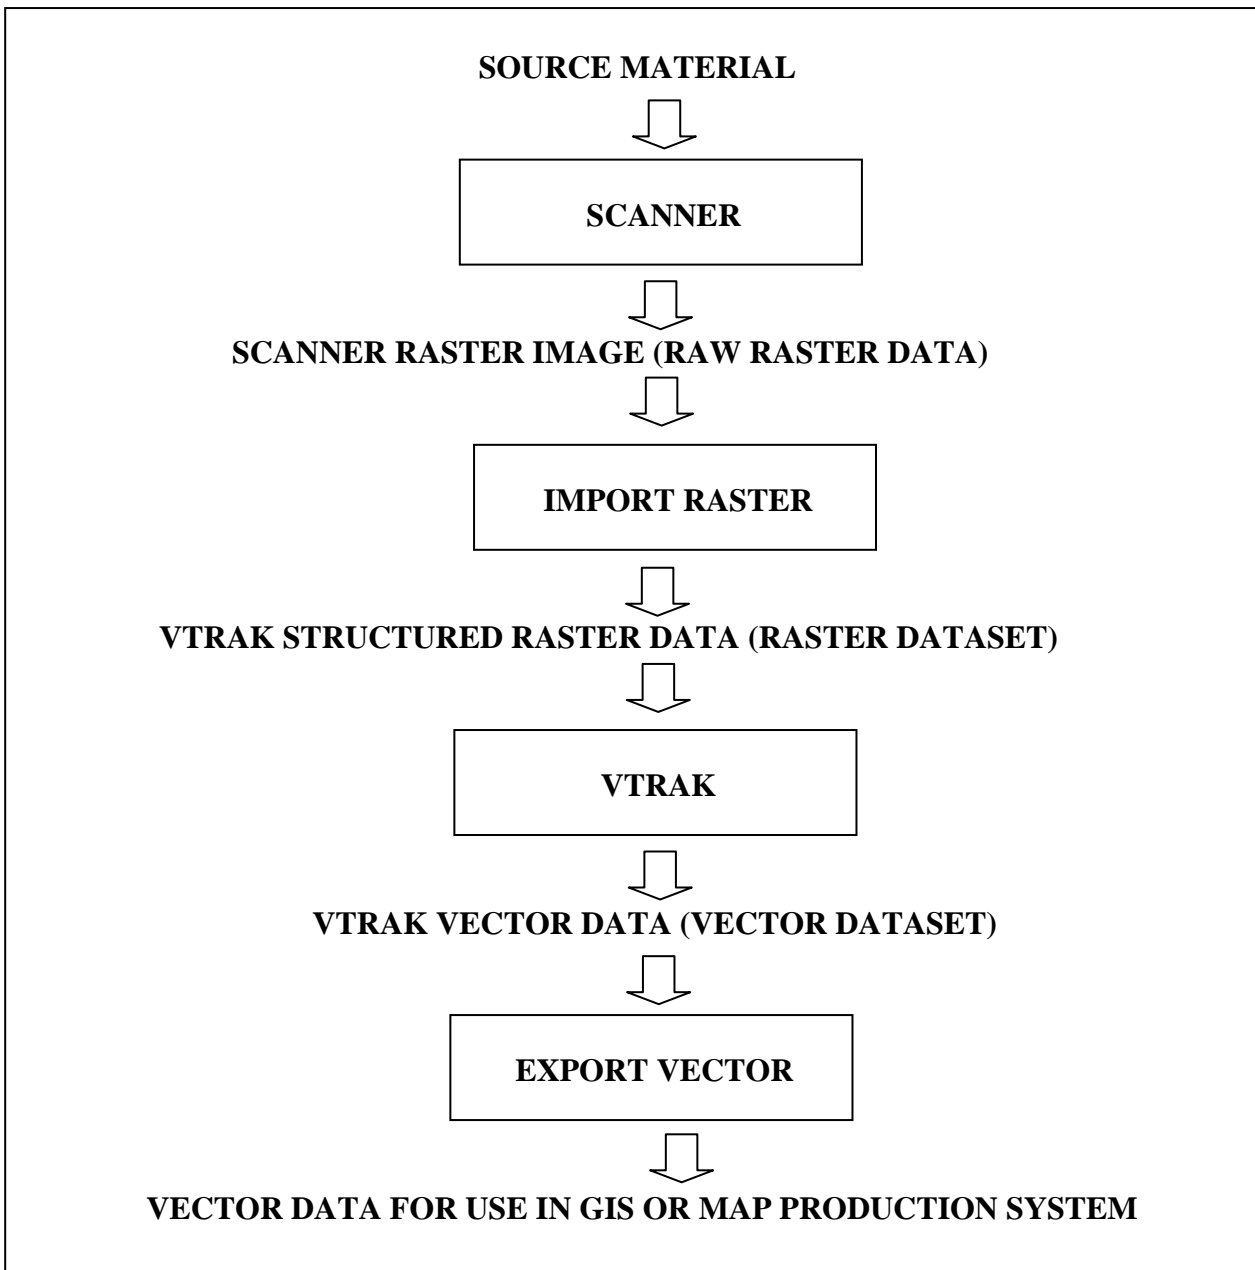 SOURCE MATERIAL
SCANNER
SCANNER RASTER IMAGE (RAW RASTER DATA)
IMPORT RASTER
VTRAK STRUCTURED RASTER DATA (RASTER DATASET)
VTRAK
VTRAK VECTOR DATA (VECTOR DATASET)
EXPORT VECTOR
VECTOR DATA FOR USE IN GIS OR MAP PRODUCTION SYSTEM